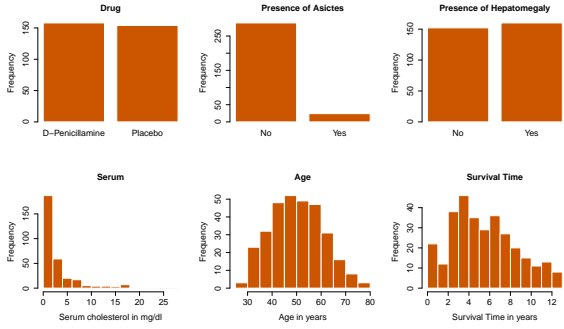 Drug
Frequency
0
50
100
150
D−Penicillamine
Placebo
Presence of Asictes
Frequency
0
50
150
250
No
Yes
Presence of Hepatomegaly
Frequency
0
50
100
150
No
Yes
Serum
Frequency
0
50
100
150
0 5 10 15 20 25
Serum cholesterol in mg/dl
Age
Frequency
0
10
20
30
40
50
30 40 50 60 70 80
Age in years
Survival Time
Frequency
0
10
20
30
40
0 2 4 6 8 10 12
Survival Time in years